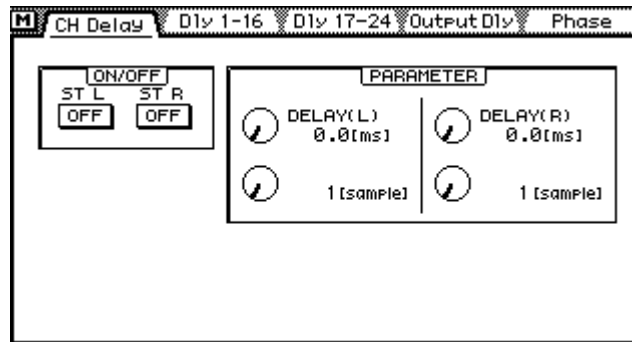 M CH Delay Dly 1-16 Dly 17-24 Output Dly Phase
ON/OFF
ST L ST R
OFF OFF
PARAMETER
DELAY(L) DELAY(R)
0.0[ms] 0.0[ms]
1[sample] 1[sample]